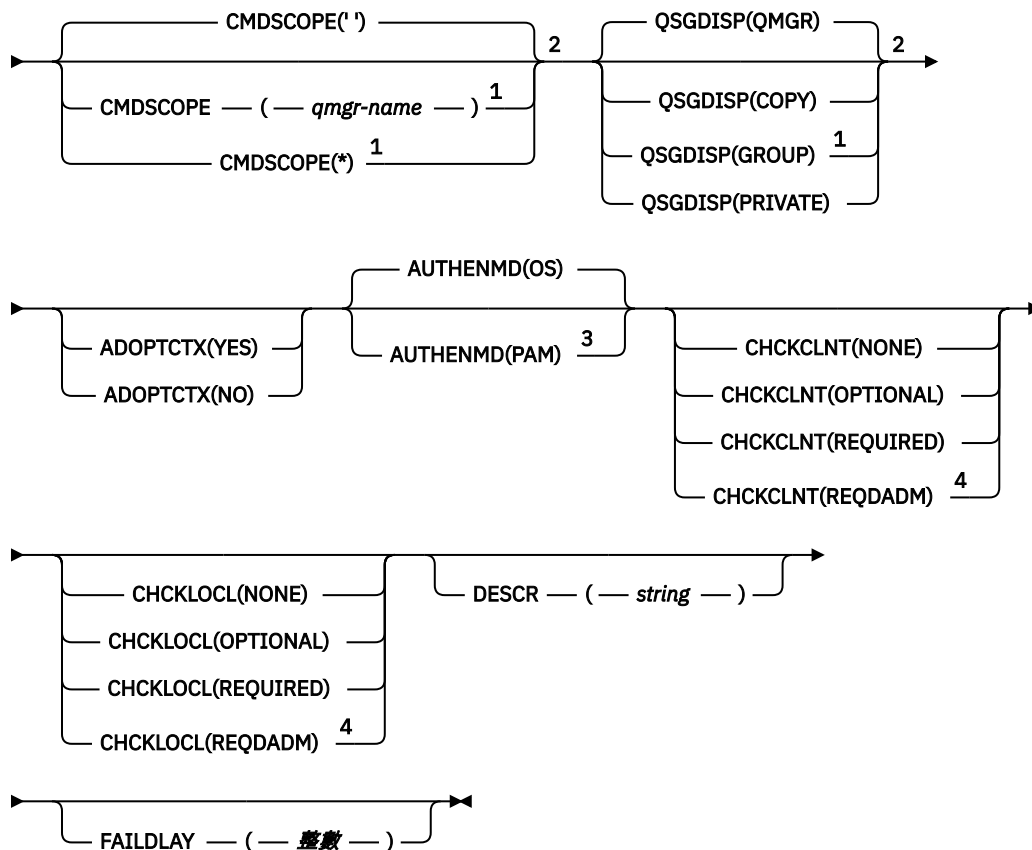 CMDSCOPE(' ')
2
CMDSCOPE ( qmgr-name ) 1
CMDSCOPE(*) 1
QSGDISP(QMGR)
2
QSGDISP(COPY)
QSGDISP(GROUP) 1
QSGDISP(PRIVATE)
ADOPTCTX(YES)
ADOPTCTX(NO)
AUTHENMD(OS)
AUTHENMD(PAM) 3
CHCKCLNT(NONE)
CHCKCLNT(OPTIONAL)
CHCKCLNT(REQUIRED)
CHCKCLNT(REQDADM) 4
CHCKLOCL(NONE)
CHCKLOCL(OPTIONAL)
CHCKLOCL(REQUIRED)
CHCKLOCL(REQDADM) 4
DESCR ( string )
FAILDLAY ( 整數 )